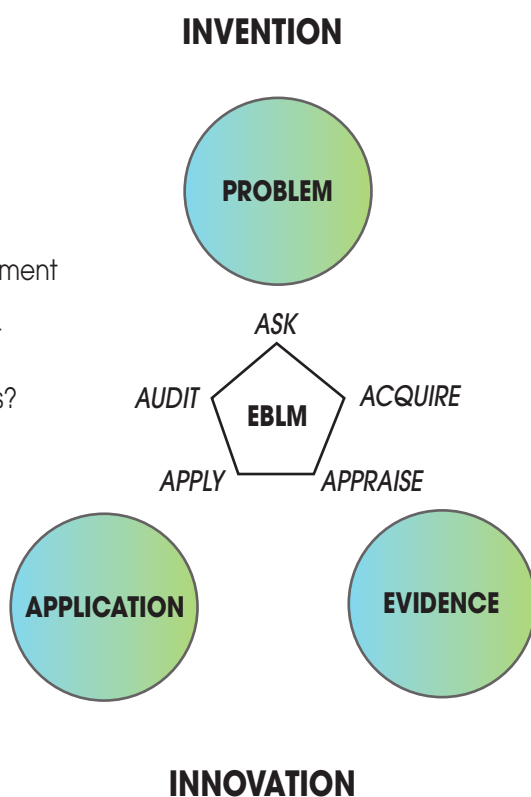 INVENTION
PROBLEM
ment
ASK
s?
AUDIT
EBLM
ACQUIRE
APPLY
APPRAISE
APPLICATION
EVIDENCE
INNOVATION